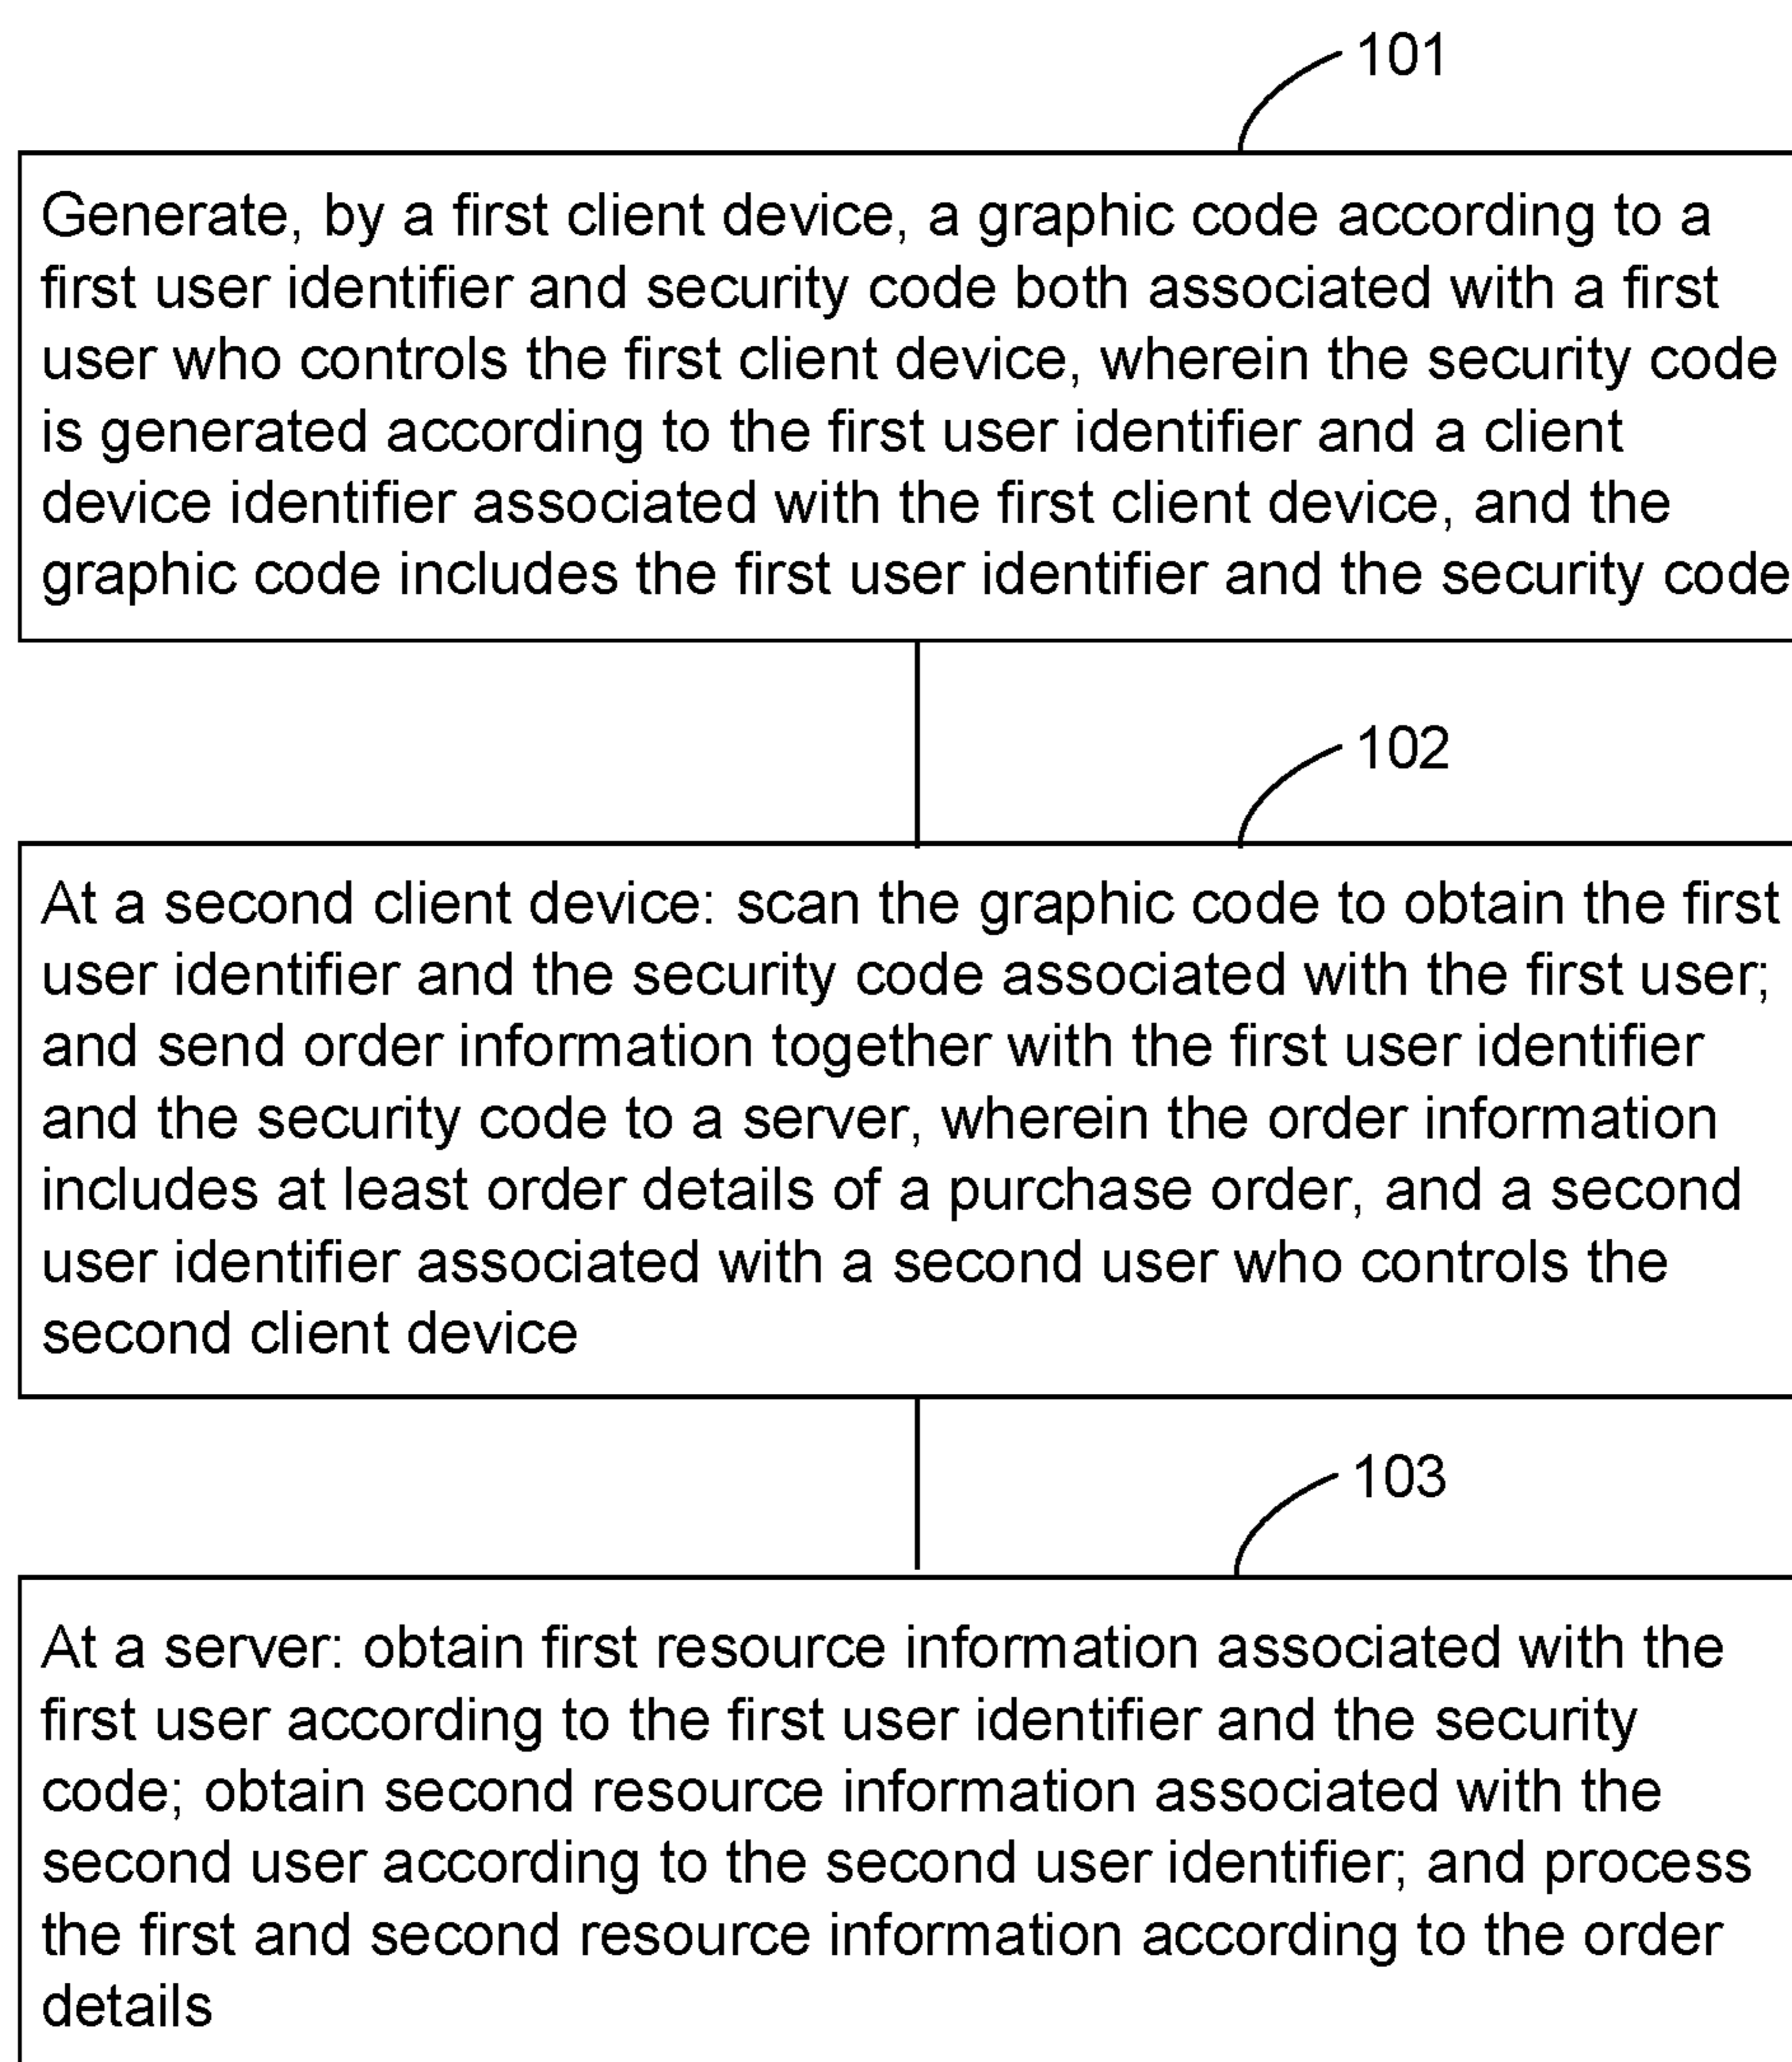 101
Generate, by a first client device, a graphic code according to a
first user identifier and security code both associated with a first
user who controls the first client device, wherein the security code
is generated according to the first user identifier and a client
device identifier associated with the first client device, and the
graphic code includes the first user identifier and the security code
102
At a second client device: scan the graphic code to obtain the first
user identifier and the security code associated with the first user;
and send order information together with the first user identifier
and the security code to a server, wherein the order information
includes at least order details of a purchase order, and a second
user identifier associated with a second user who controls the
second client device
103
At a server: obtain first resource information associated with the
first user according to the first user identifier and the security
code; obtain second resource information associated with the
second user according to the second user identifier; and process
the first and second resource information according to the order
details